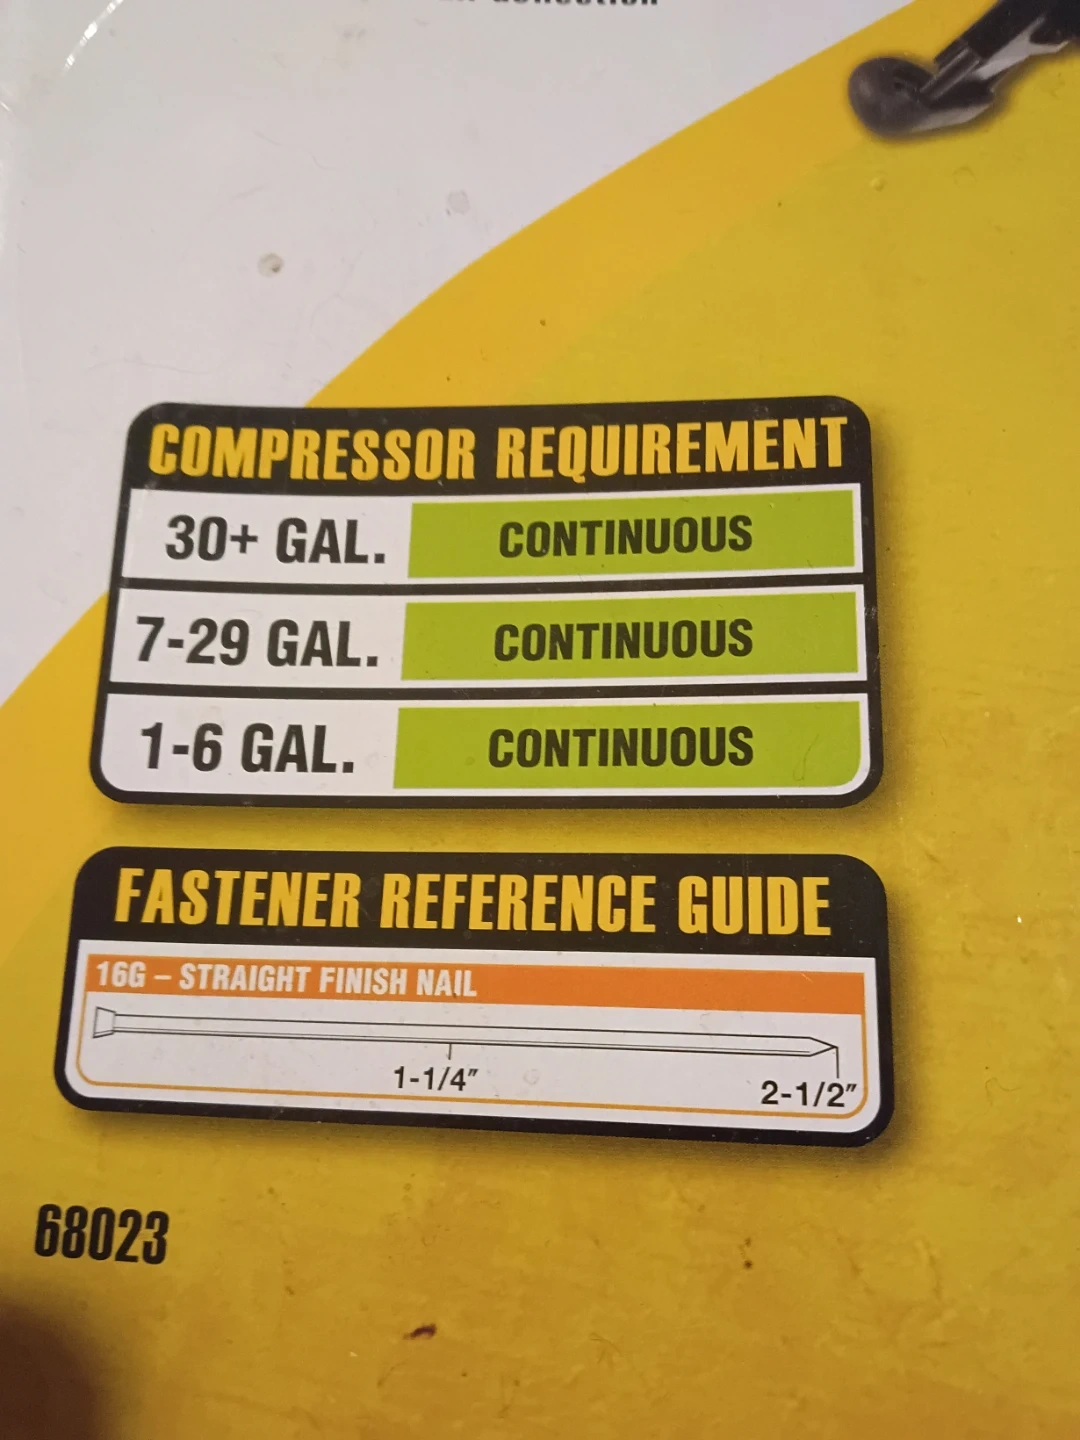 COMPRESSOR REQUIREMENT
30+ GAL. CONTINUOUS
7-29 GAL. CONTINUOUS
1-6 GAL. CONTINUOUS
FASTENER REFERENCE GUIDE
16G – STRAIGHT FINISH NAIL
1-1/4″
2-1/2″
68023